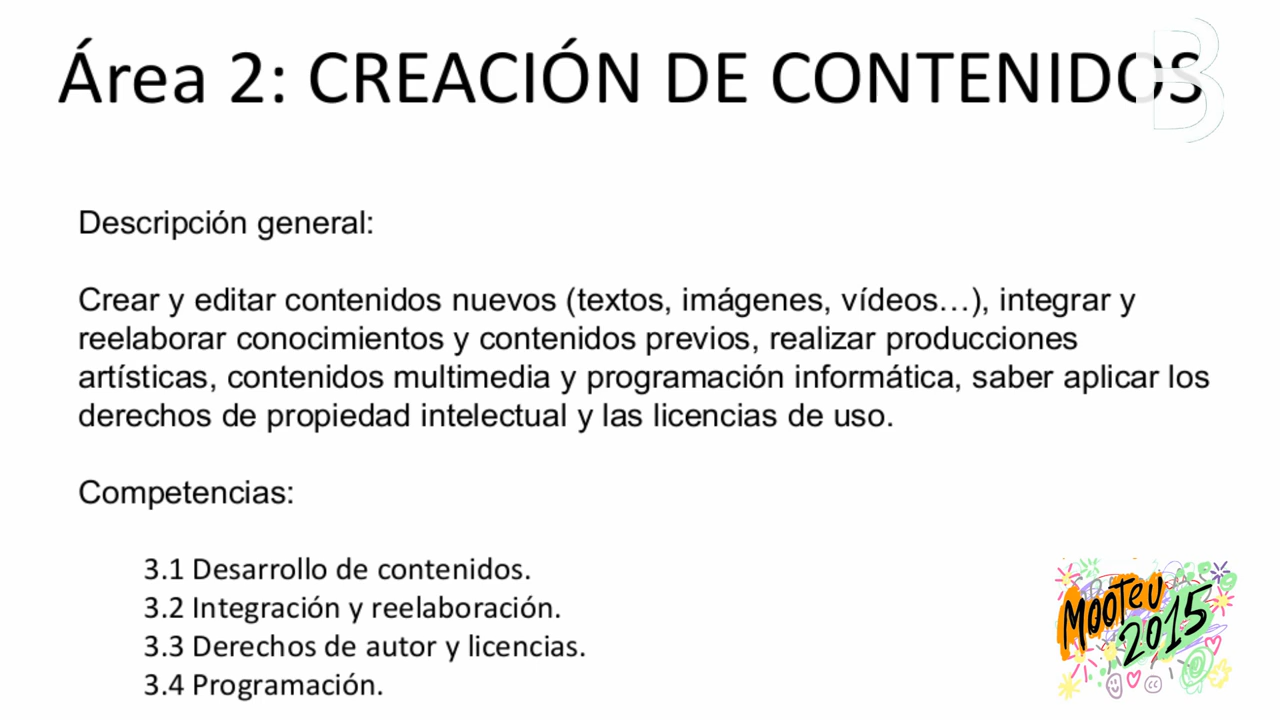 Área 2: CREACIÓN DE CONTENIDOS
B
Descripción general:
Crear y editar contenidos nuevos (textos, imágenes, vídeos…), integrar y
reelaborar conocimientos y contenidos previos, realizar producciones
artísticas, contenidos multimedia y programación informática, saber aplicar los
derechos de propiedad intelectual y las licencias de uso.
Competencias:
3.1 Desarrollo de contenidos.
3.2 Integración y reelaboración.
3.3 Derechos de autor y licencias.
3.4 Programación.
MOOTEU
2015
cc